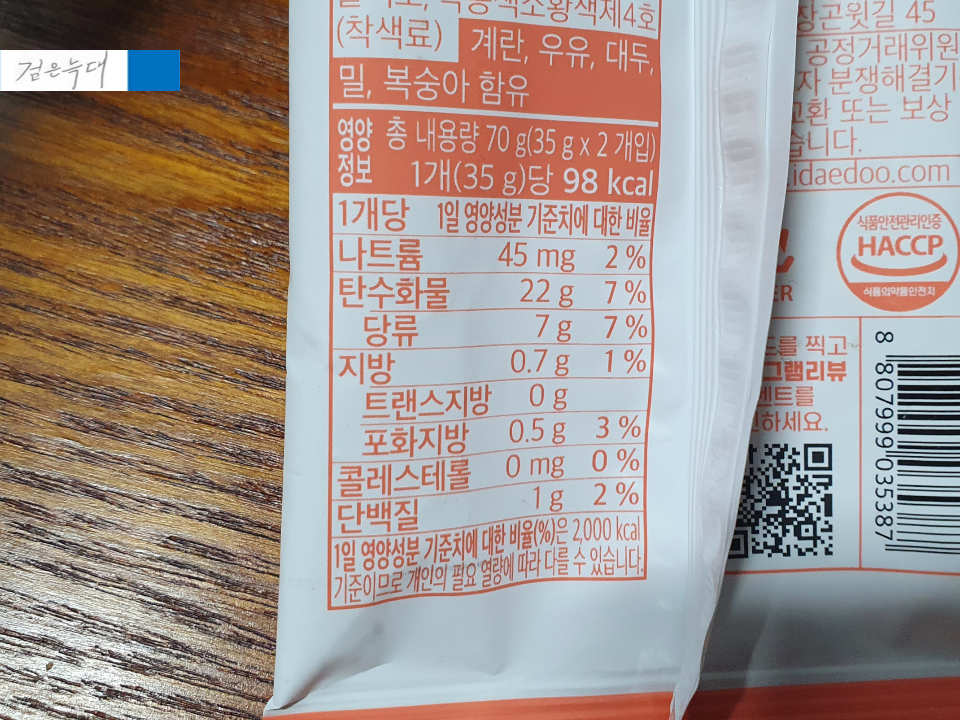 검은늑대
(착색료) 계란, 우유, 대두,
밀, 복숭아 함유
영양정보 총 내용량 70 g(35 g x 2 개입)
1개(35 g)당 98 kcal
1개당 1일 영양성분 기준치에 대한 비율
나트륨 45 mg 2 %
탄수화물 22 g 7 %
당류 7 g 7 %
지방 0.7 g 1 %
트랜스지방 0 g
포화지방 0.5 g 3 %
콜레스테롤 0 mg 0 %
단백질 1 g 2 %
1일 영양성분 기준치에 대한 비율(%)은 2,000 kcal
기준이므로 개인의 필요 열량에 따라 다를 수 있습니다.
장곤윗길 45
공정거래위원
자 분쟁해결기
교환 또는 보상
습니다.
idaedoo.com
식품안전관리인증
HACCP
식품의약품안전처
ER
드를 찍고
그램리뷰
벤트를
인하세요.
8 807999 035387